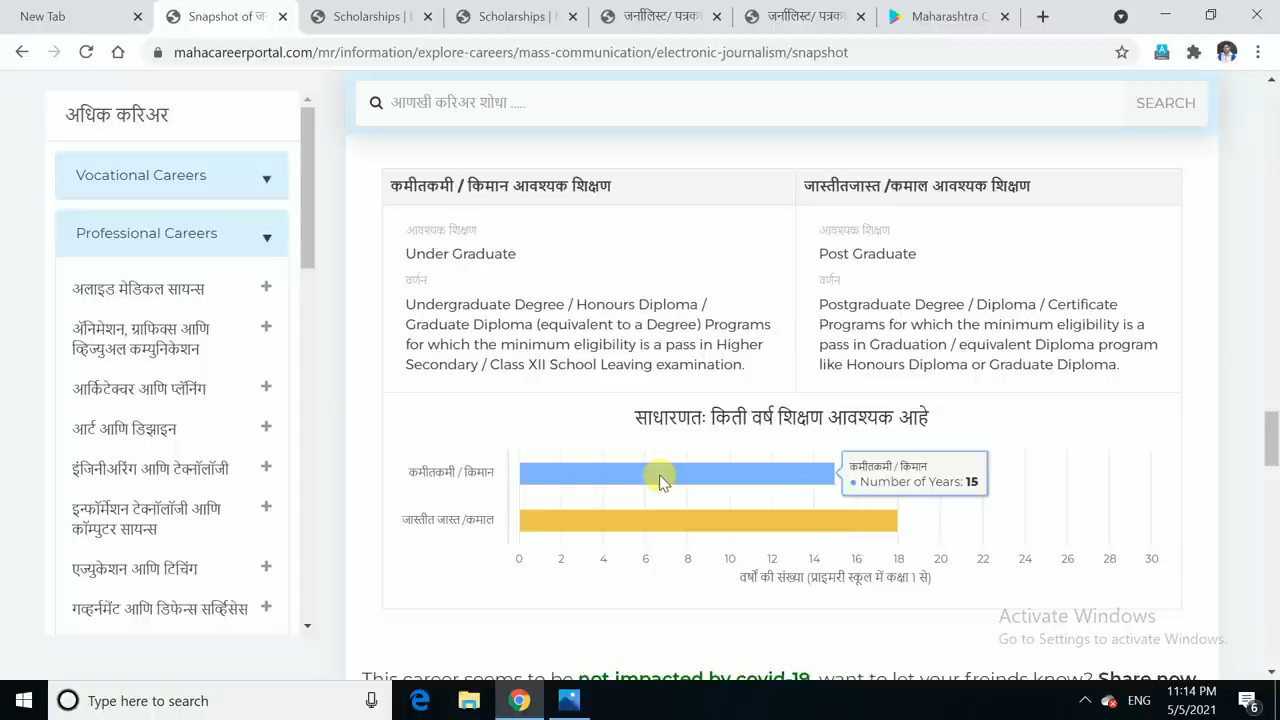 New Tab
Snapshot of जन
Scholarships |
Scholarships |
जर्नालिस्ट/ पत्रक
जर्नालिस्ट/ पत्रक
Maharashtra C
mahacareerportal.com/mr/information/explore-careers/mass-communication/electronic-journalism/snapshot
अधिक करिअर
Vocational Careers
Professional Careers
अलाइड मेडिकल सायन्स
ॲनिमेशन, ग्राफिक्स आणि
व्हिज्युअल कम्युनिकेशन
आर्किटेक्चर आणि प्लॅनिंग
आर्ट आणि डिझाइन
इंजिनीअरिंग आणि टेक्नॉलॉजी
इन्फॉर्मेशन टेक्नॉलॉजी आणि
कॉम्पुटर सायन्स
एज्युकेशन आणि टिचिंग
गव्हर्नमेंट आणि डिफेन्स सर्व्हिसेस
आणखी करिअर शोधा .....
SEARCH
कमीतकमी / किमान आवश्यक शिक्षण
जास्तीतजास्त /कमाल आवश्यक शिक्षण
आवश्यक शिक्षण
Under Graduate
वर्णन
Undergraduate Degree / Honours Diploma /
Graduate Diploma (equivalent to a Degree) Programs
for which the minimum eligibility is a pass in Higher
Secondary / Class XII School Leaving examination.
आवश्यक शिक्षण
Post Graduate
वर्णन
Postgraduate Degree / Diploma / Certificate
Programs for which the minimum eligibility is a
pass in Graduation / equivalent Diploma program
like Honours Diploma or Graduate Diploma.
साधारणतः किती वर्ष शिक्षण आवश्यक आहे
कमीतकमी / किमान
कमीतकमी / किमान
Number of Years: 15
जास्तीत जास्त /कमाल
0 2 4 6 8 10 12 14 16 18 20 22 24 26 28 30
वर्षों की संख्या (प्राइमरी स्कूल में कक्षा 1 से)
Activate Windows
Go to Settings to activate Windows.
This career seems to be not impacted by covid-19, want to let your freinds know? Share now
Type here to search
ENG
11:14 PM
5/5/2021
6